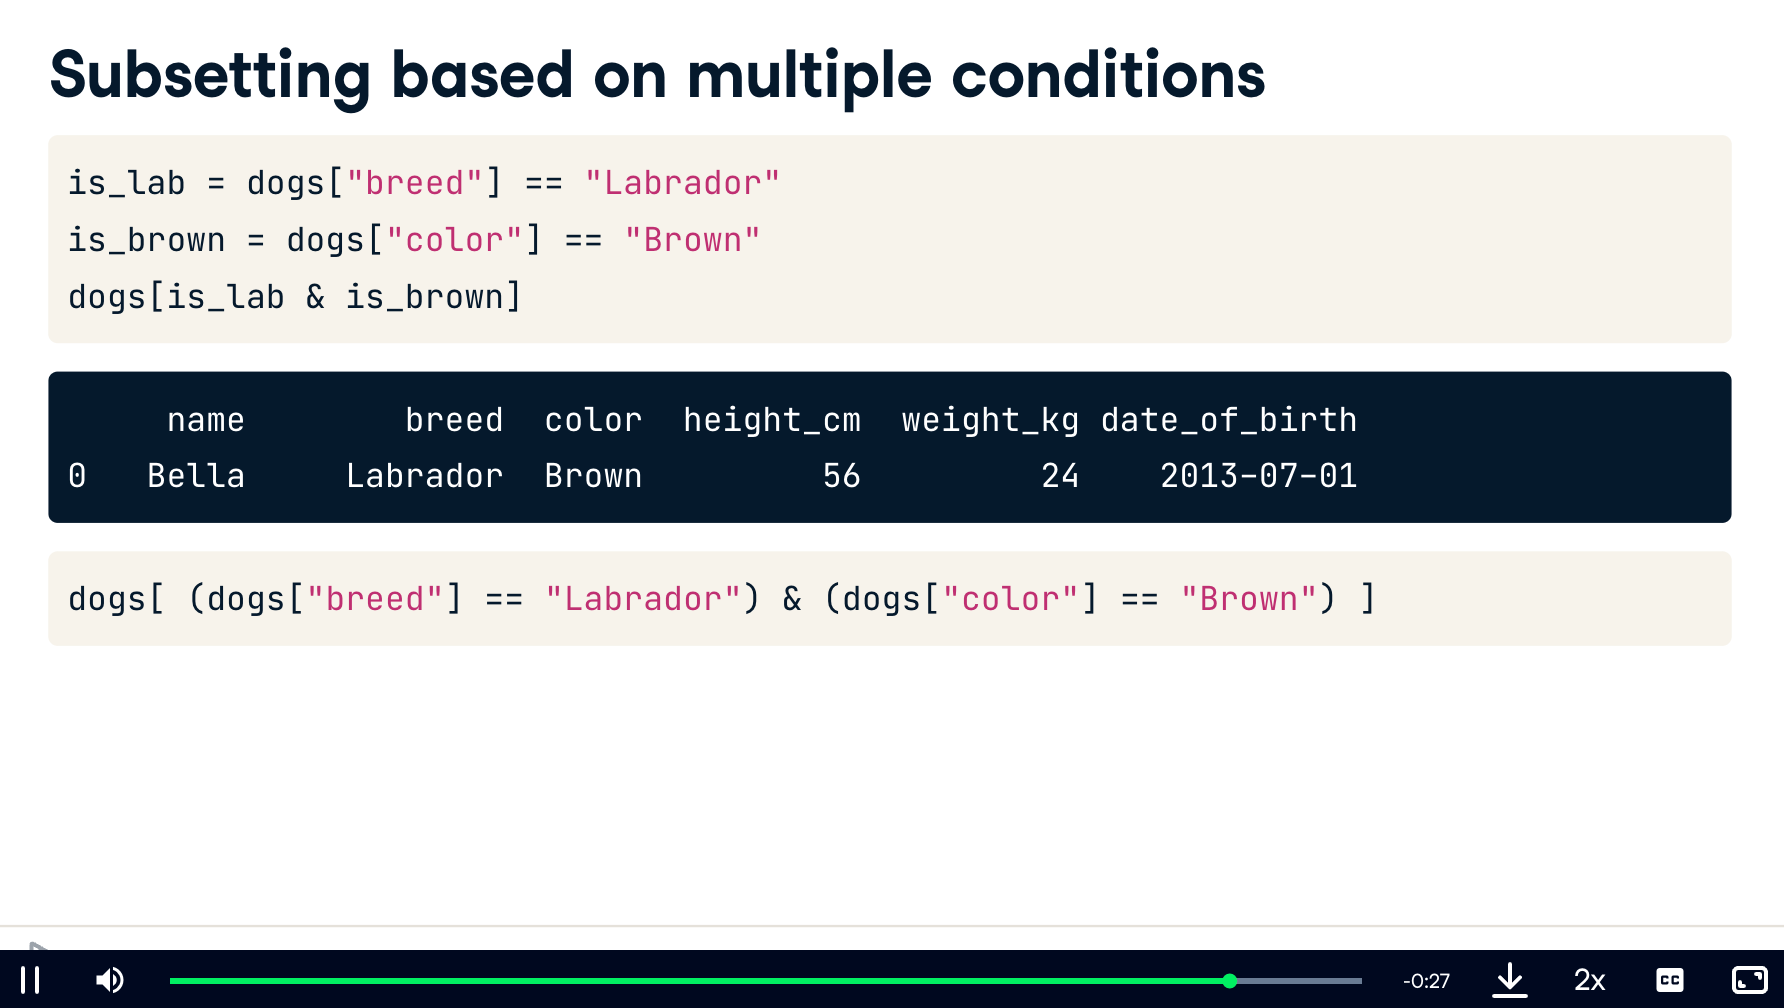 Subsetting based on multiple conditions
is_lab = dogs["breed"] == "Labrador"
is_brown = dogs["color"] == "Brown"
dogs[is_lab & is_brown]
name breed color height_cm weight_kg date_of_birth
0 Bella Labrador Brown 56 24 2013-07-01
dogs[ (dogs["breed"] == "Labrador") & (dogs["color"] == "Brown") ]
-0:27 2x CC